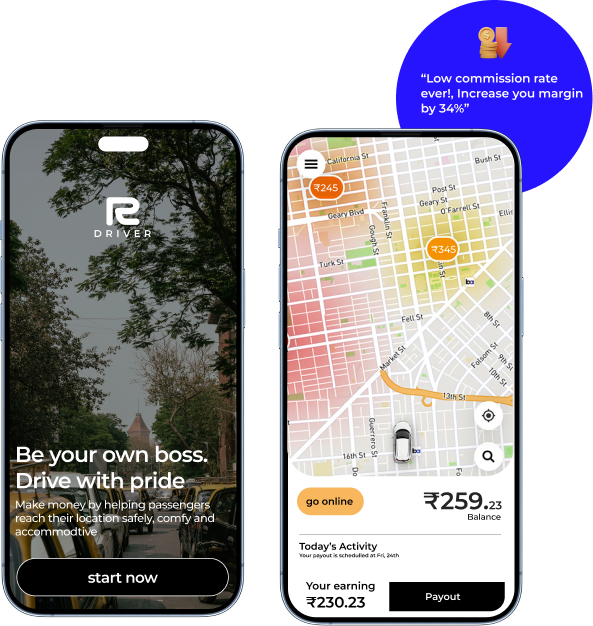 “Low commission rate
ever!, Increase you margin
by 34%”
R
DRIVER
Be your own boss.
Drive with pride
Make money by helping passengers
reach their location safely, comfy and
accommodtive
start now
California St
Bush St
₹245
Post St
Geary St
O'Farrell St
Geary Blvd
Franklin St
Gough St
₹345
Turk St
8th St
Fell St
Market St
Folsom St
9th St
10th St
13th St
Guerrero St
16th St
go online
₹259.23
Balance
Today's Activity
Your payout is schedulled at Fri, 24th
Your earning
₹230.23
Payout